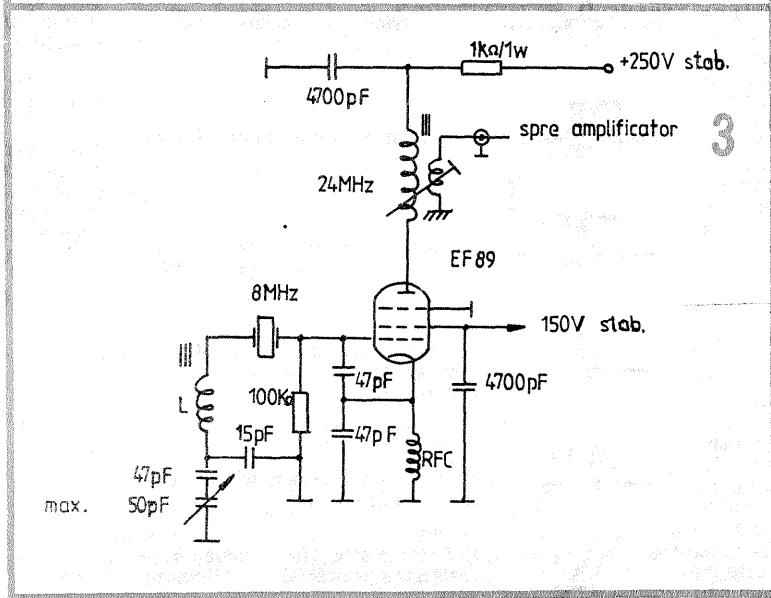 1kΩ/1w
+250V stab.
4700pF
spre amplificator
3
24MHz
EF89
8MHz
150V stab.
47pF
4700pF
100KΩ
L
15pF
47pF
RFC
47pF
max. 50pF